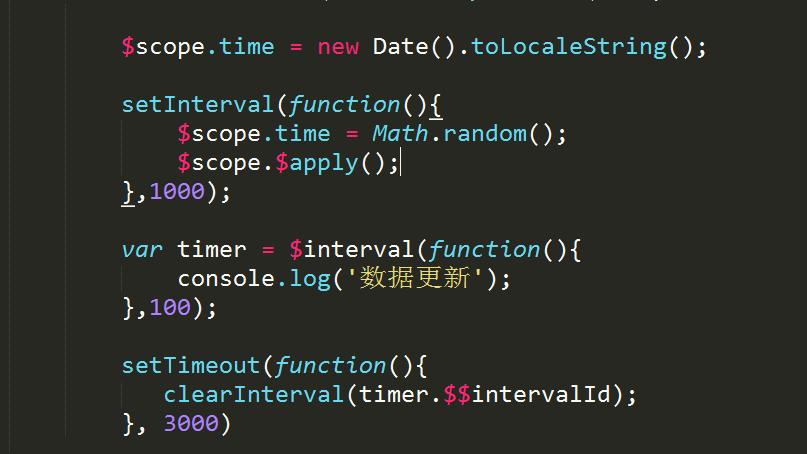 $scope.time = new Date().toLocaleString();
setInterval(function(){
$scope.time = Math.random();
$scope.$apply();
},1000);
var timer = $interval(function(){
console.log('数据更新');
},100);
setTimeout(function(){
clearInterval(timer.$$intervalId);
}, 3000)